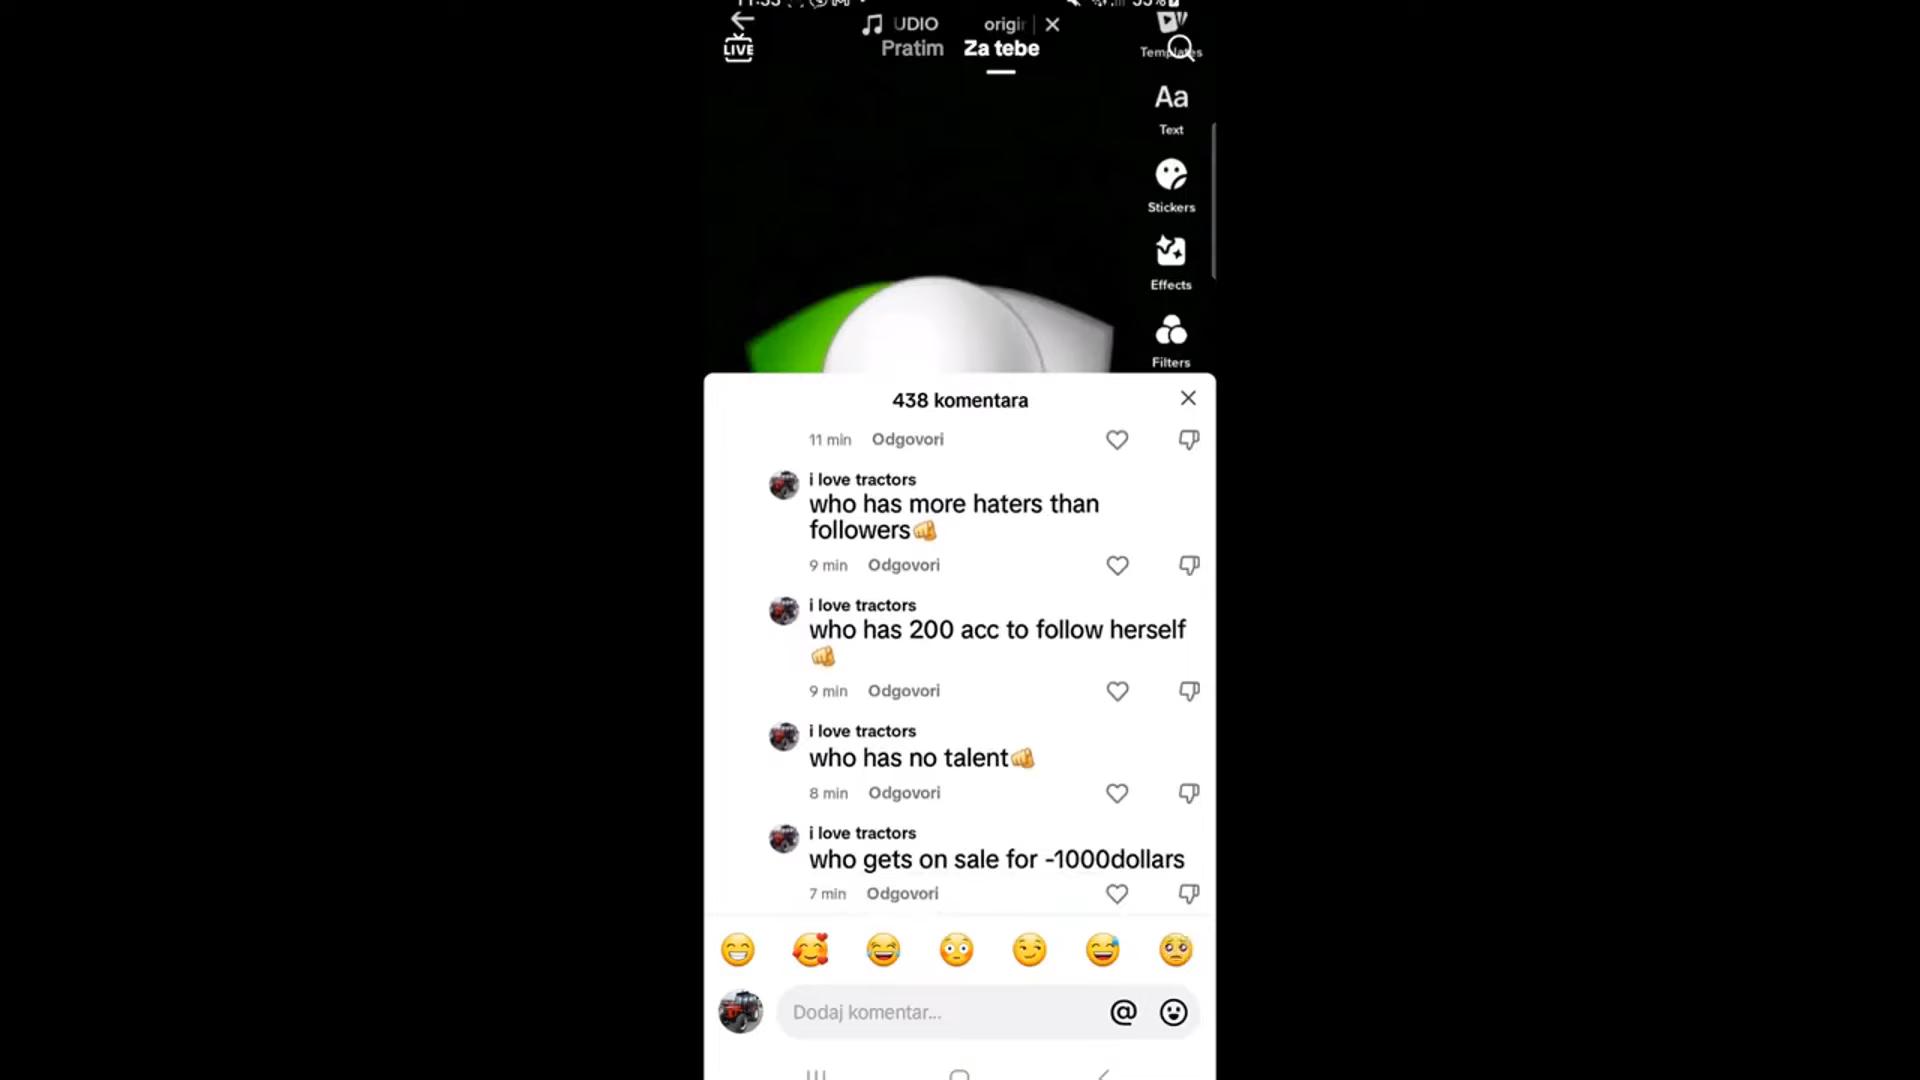 UDIO origin
LIVE
Pratim Za tebe
Templates
Aa
Text
Stickers
Effects
Filters
438 komentara
11 min Odgovori
i love tractors
who has more haters than
followers👊
9 min Odgovori
i love tractors
who has 200 acc to follow herself
👊
9 min Odgovori
i love tractors
who has no talent👊
8 min Odgovori
i love tractors
who gets on sale for -1000dollars
7 min Odgovori
Dodaj komentar...
@